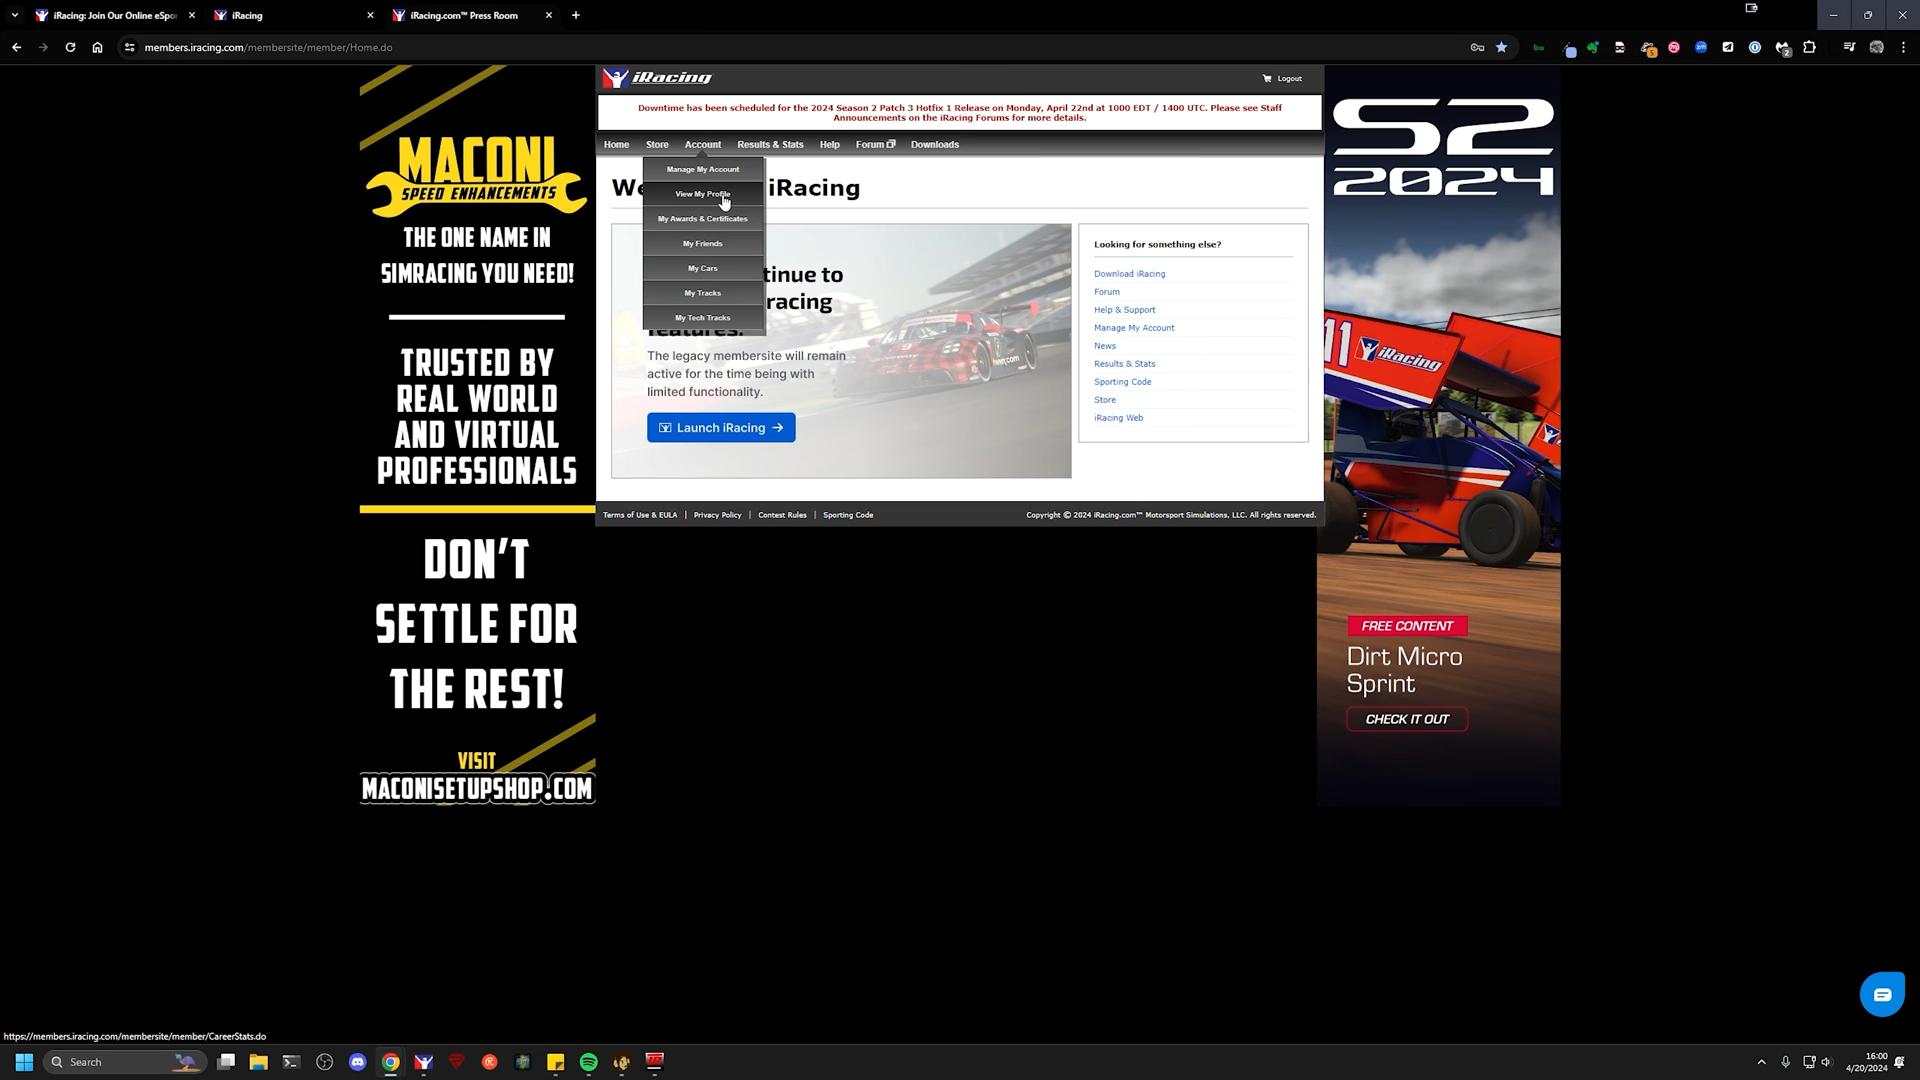 iRacing: Join Our Online eSpor
iRacing
iRacing.com™ Press Room
members.iracing.com/membersite/member/Home.do
iRacing
Logout
Downtime has been scheduled for the 2024 Season 2 Patch 3 Hotfix 1 Release on Monday, April 22nd at 1000 EDT / 1400 UTC. Please see Staff
Announcements on the iRacing Forums for more details.
Home Store Account Results & Stats Help Forum Downloads
Manage My Account
View My Profile
My Awards & Certificates
My Friends
My Cars
My Tracks
My Tech Tracks
We iRacing
tinue to
racing
features.
The legacy membersite will remain
active for the time being with
limited functionality.
Launch iRacing
Looking for something else?
Download iRacing
Forum
Help & Support
Manage My Account
News
Results & Stats
Sporting Code
Store
iRacing Web
Terms of Use & EULA | Privacy Policy | Contest Rules | Sporting Code
Copyright © 2024 iRacing.com™ Motorsport Simulations, LLC. All rights reserved.
MACONI
SPEED ENHANCEMENTS
THE ONE NAME IN
SIMRACING YOU NEED!
TRUSTED BY
REAL WORLD
AND VIRTUAL
PROFESSIONALS
DON'T
SETTLE FOR
THE REST!
VISIT
MACONISETUPSHOP.COM
S2
2024
11
iRacing
FREE CONTENT
Dirt Micro
Sprint
CHECK IT OUT
https://members.iracing.com/membersite/member/CareerStats.do
Search
16:00
4/20/2024